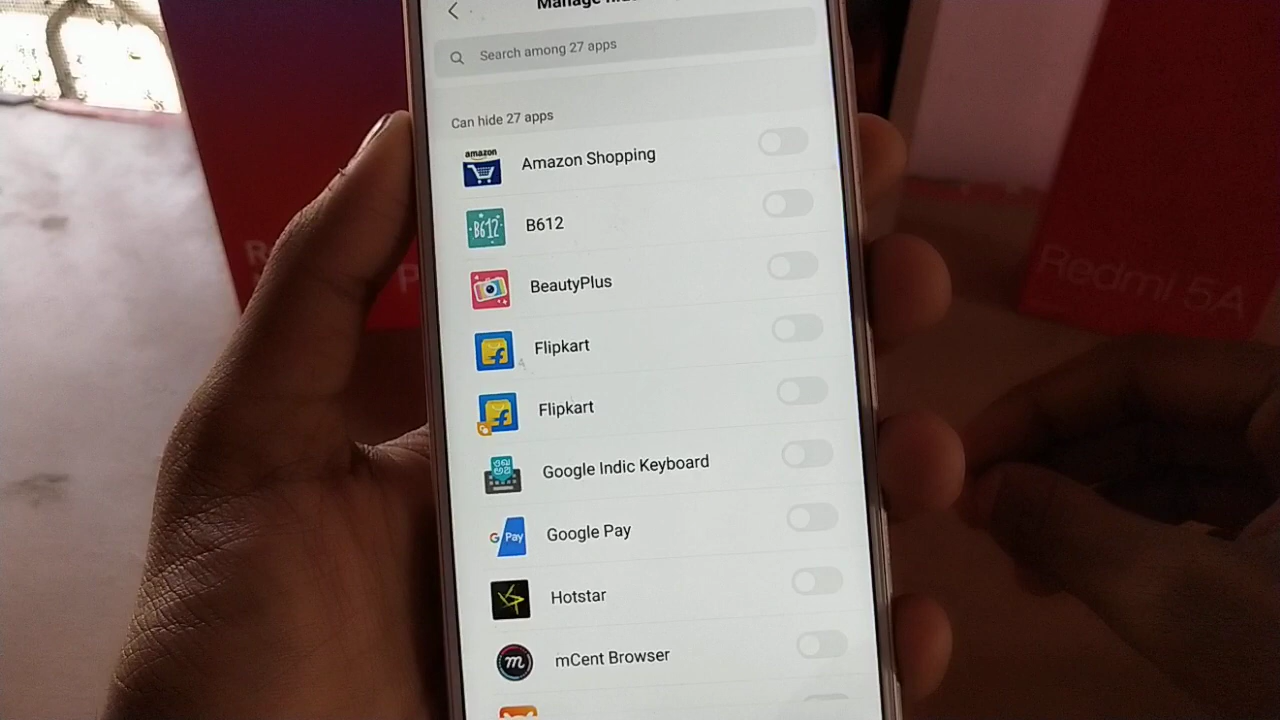 Manage
Search among 27 apps
Can hide 27 apps
amazon
Amazon Shopping
B612
B612
BeautyPlus
Flipkart
Flipkart
Google Indic Keyboard
G Pay
Google Pay
Hotstar
m
mCent Browser
Redmi 5A